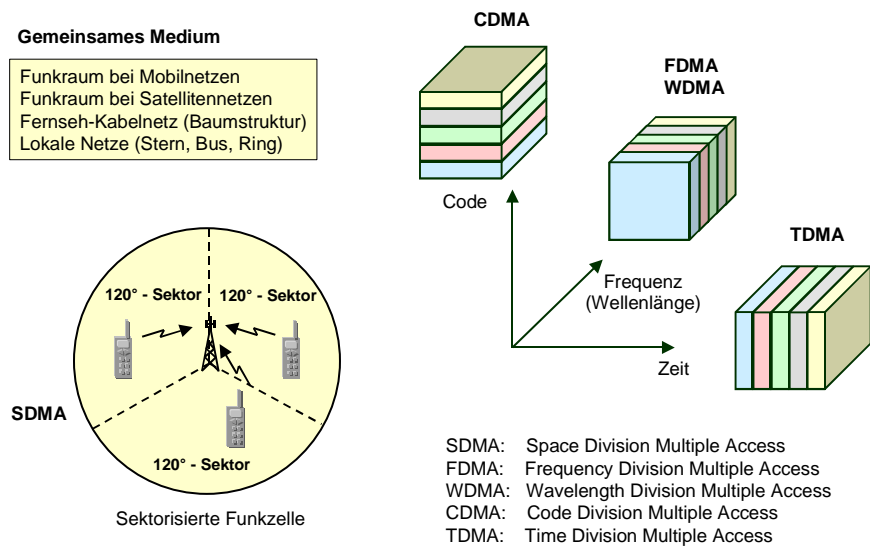 Gemeinsames Medium
Funkraum bei Mobilnetzen
Funkraum bei Satellitennetzen
Fernseh-Kabelnetz (Baumstruktur)
Lokale Netze (Stern, Bus, Ring)
120° - Sektor
120° - Sektor
SDMA
120° - Sektor
Sektorisierte Funkzelle
CDMA
FDMA
WDMA
Code
TDMA
Frequenz
(Wellenlänge)
Zeit
SDMA: Space Division Multiple Access
FDMA: Frequency Division Multiple Access
WDMA: Wavelength Division Multiple Access
CDMA: Code Division Multiple Access
TDMA: Time Division Multiple Access